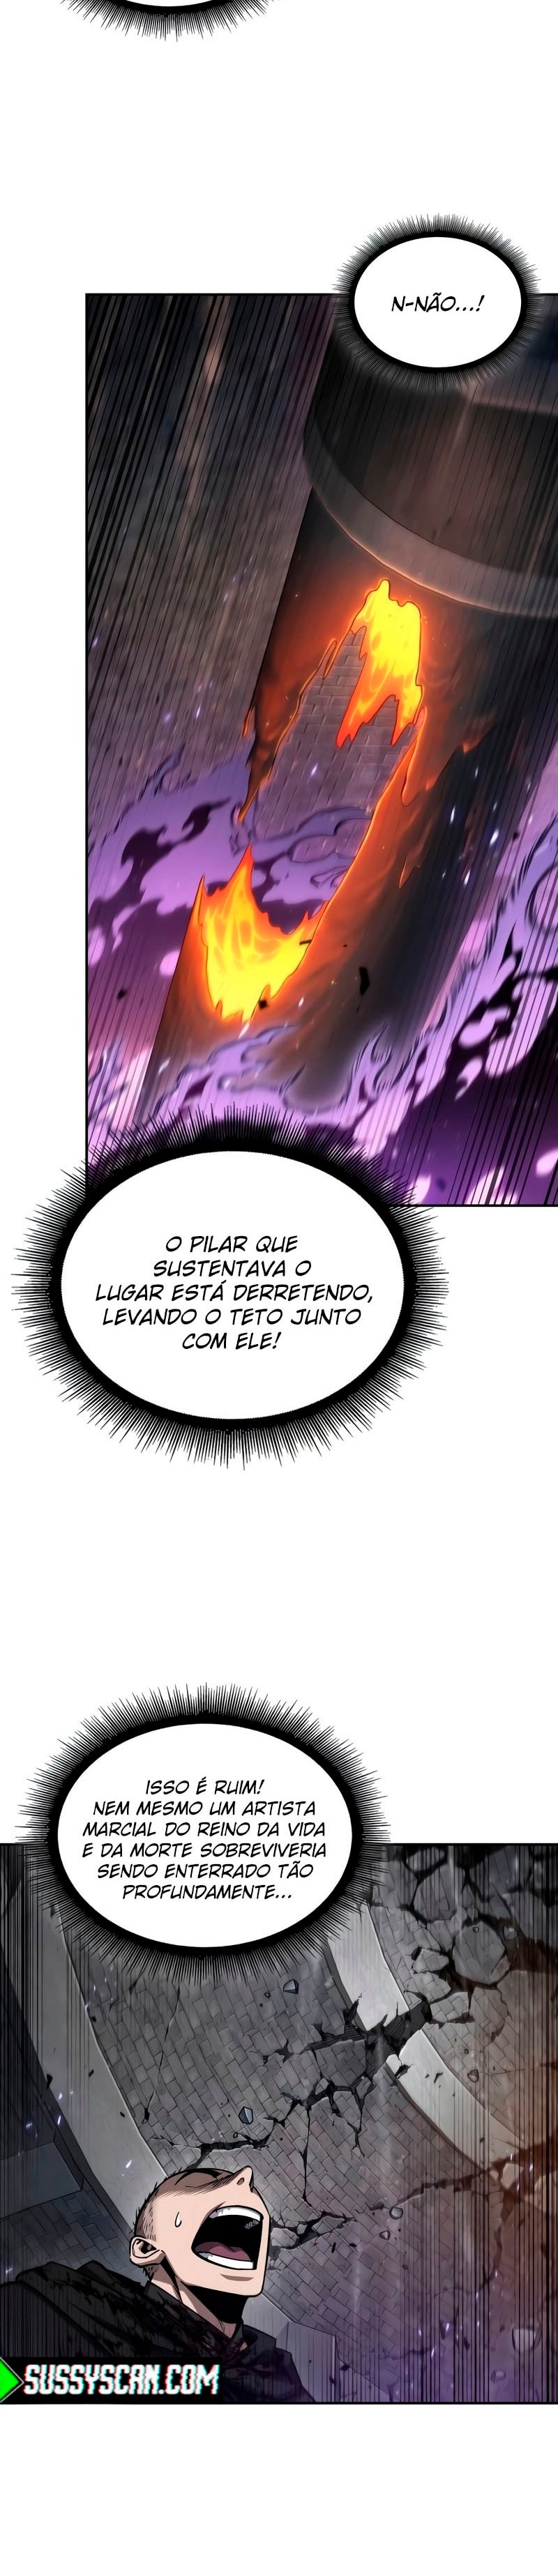 N-NÃO...!
O PILAR QUE
SUSTENTAVA O
LUGAR ESTÁ DERRETENDO,
LEVANDO O TETO JUNTO
COM ELE!
ISSO É RUIM!
NEM MESMO UM ARTISTA
MARCIAL DO REINO DA VIDA
E DA MORTE SOBREVIVERIA
SENDO ENTERRADO TÃO
PROFUNDAMENTE...
SUSSYSCAN.COM